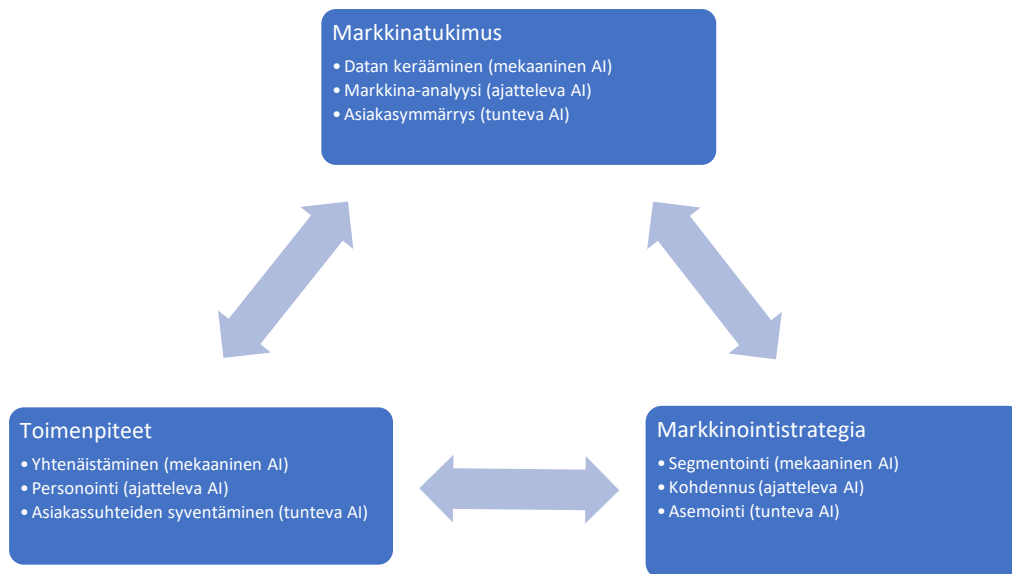 Markkinatukimus
• Datan kerääminen (mekaaninen AI)
• Markkina-analyysi (ajatteleva AI)
• Asiakasymmärrys (tunteva AI)
Toimenpiteet
• Yhtenäistäminen (mekaaninen AI)
• Personointi (ajatteleva AI)
• Asiakassuhteiden syventäminen (tunteva AI)
Markkinointistrategia
• Segmentointi (mekaaninen AI)
• Kohdennus (ajatteleva AI)
• Asemointi (tunteva AI)